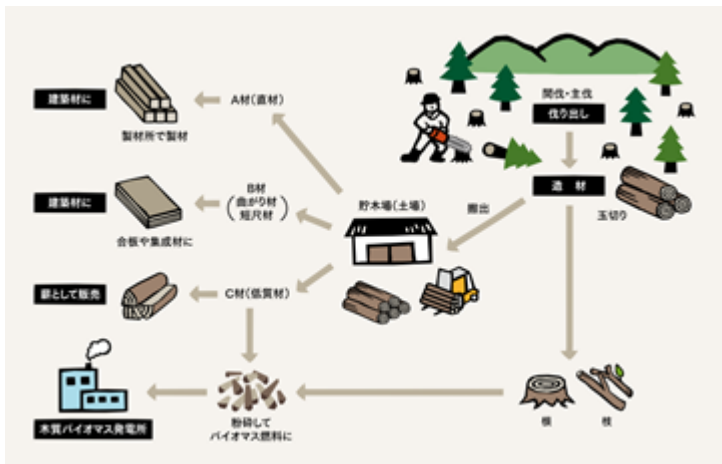 間伐・主伐
伐り出し
造 材
玉切り
搬出
貯木場(土場)
A材(直材)
製材所で製材
建築材に
B材
(曲がり材
短尺材)
合板や集成材に
建築材に
C材(低質材)
薪として販売
根
枝
粉砕して
バイオマス燃料に
木質バイオマス発電所